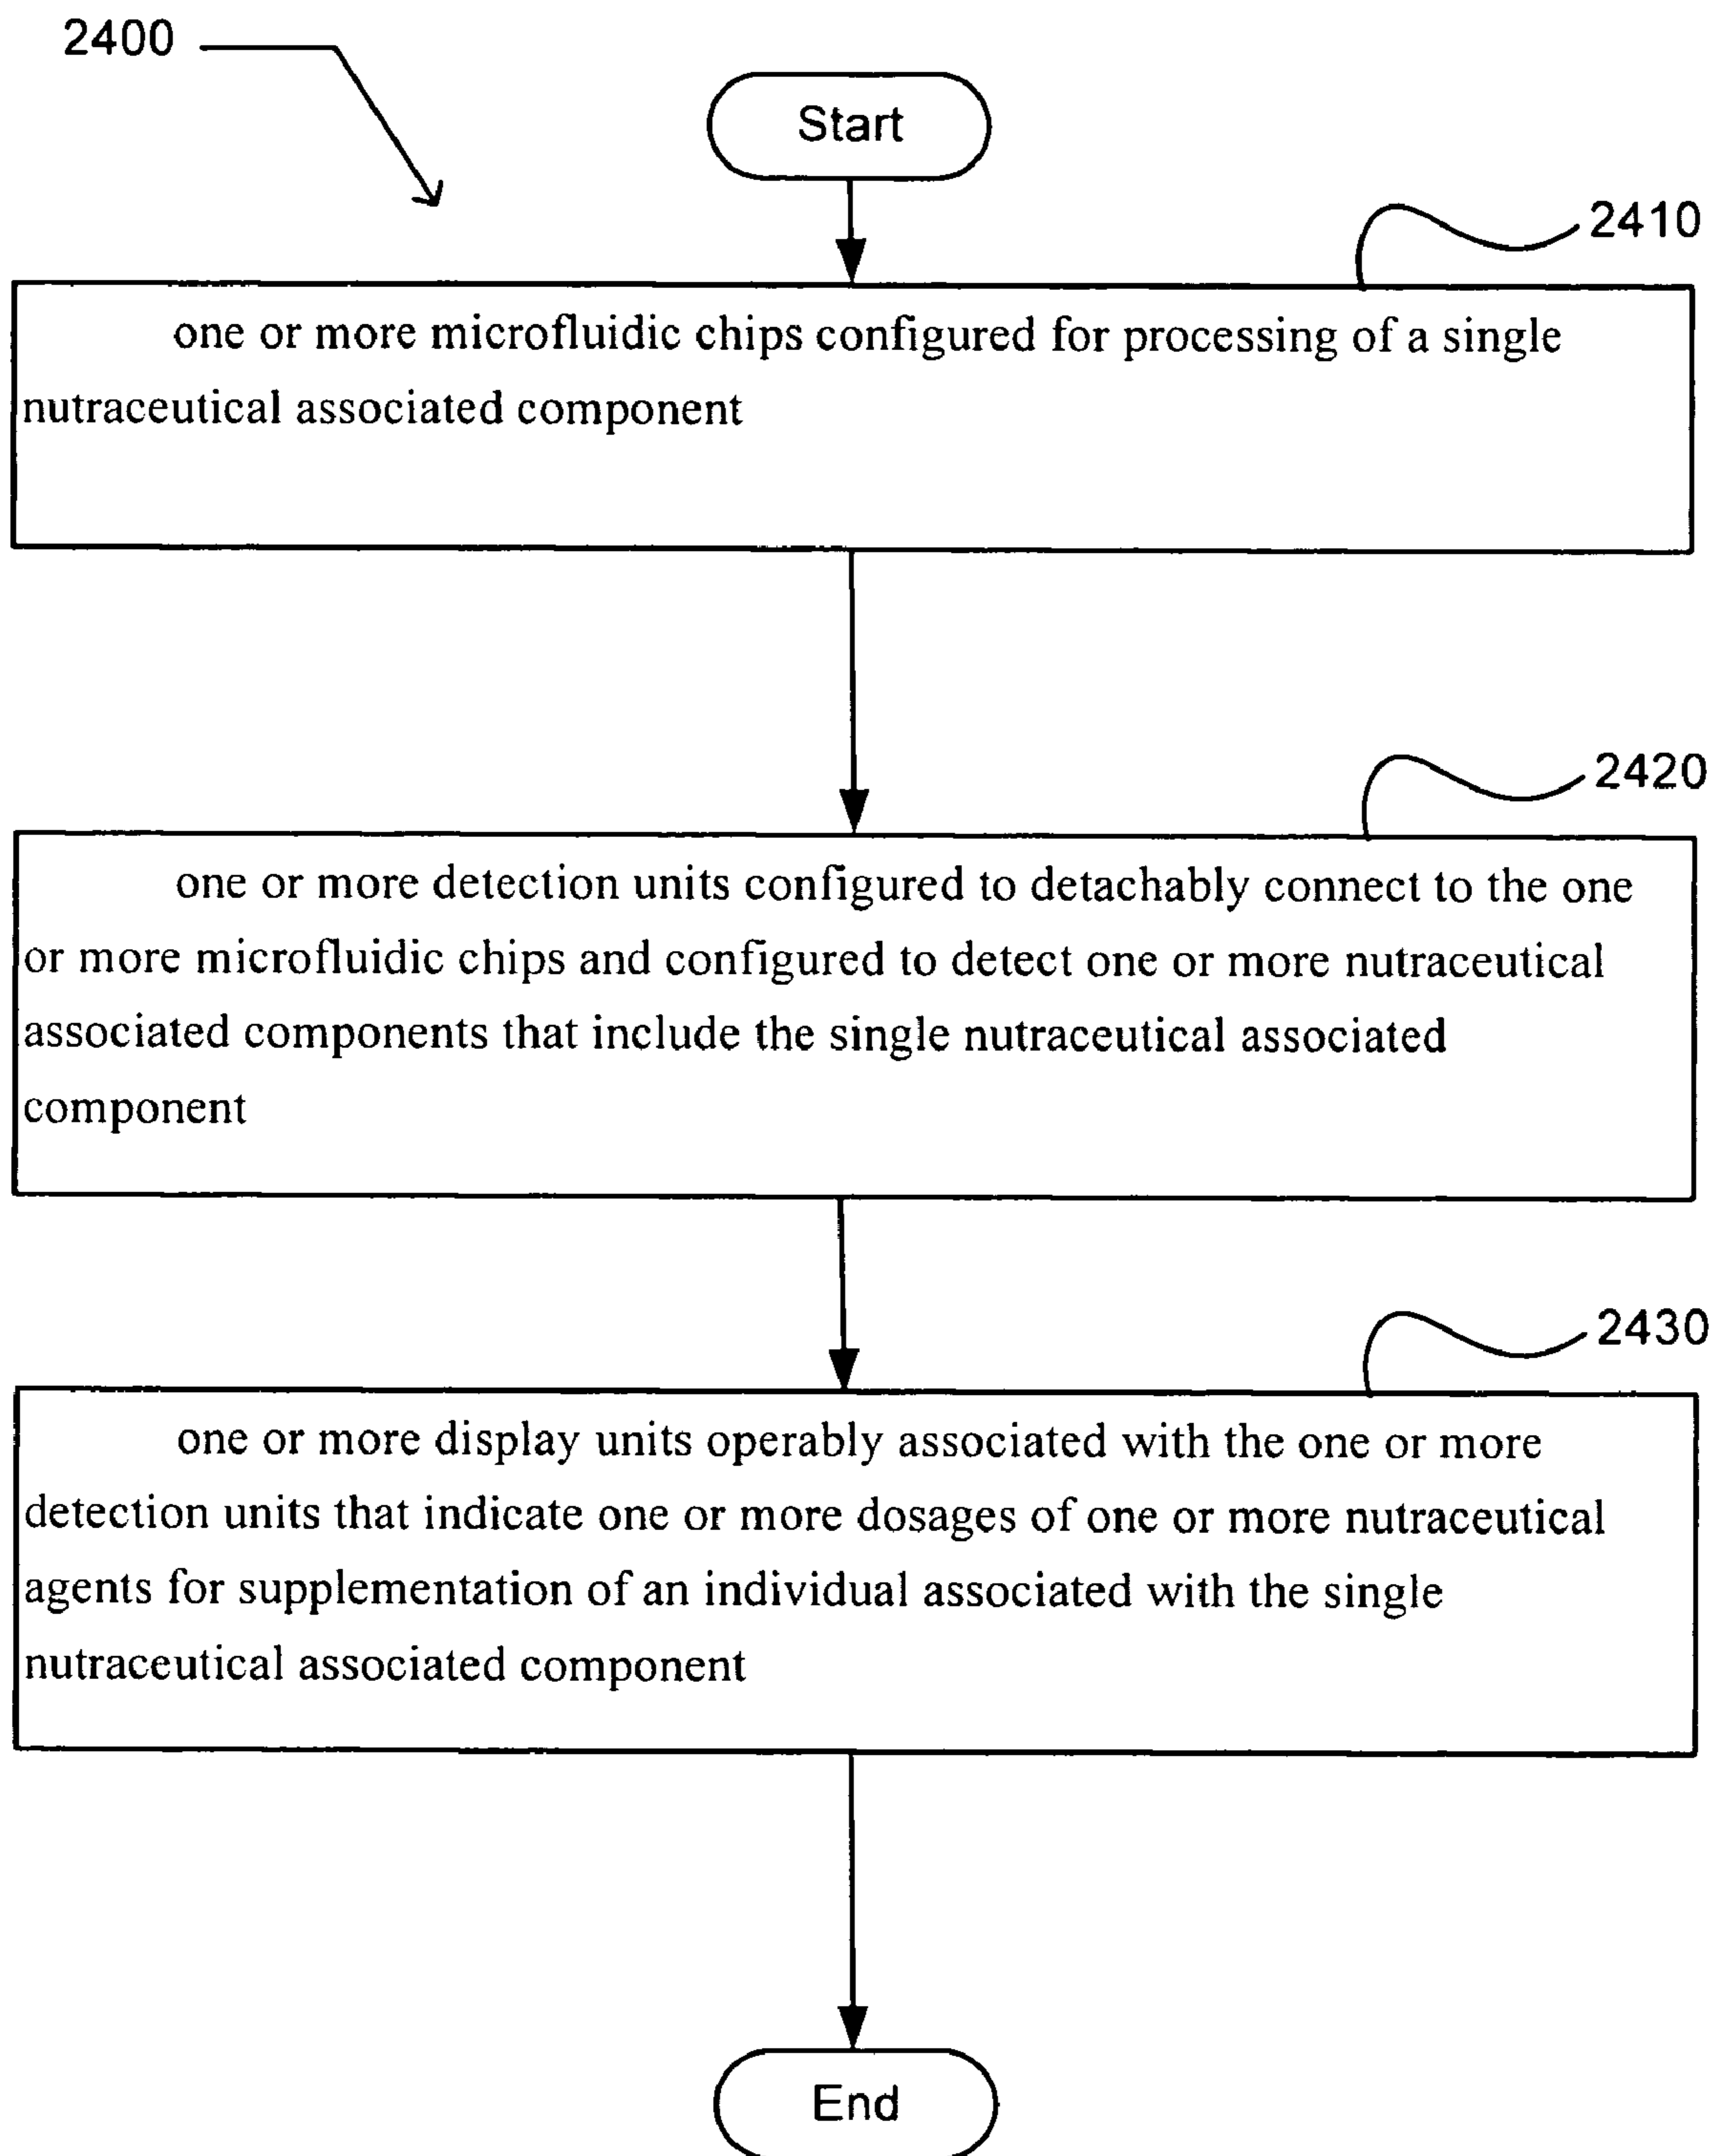 2400
Start
2410
one or more microfluidic chips configured for processing of a single
nutraceutical associated component
2420
one or more detection units configured to detachably connect to the one
or more microfluidic chips and configured to detect one or more nutraceutical
associated components that include the single nutraceutical associated
component
2430
one or more display units operably associated with the one or more
detection units that indicate one or more dosages of one or more nutraceutical
agents for supplementation of an individual associated with the single
nutraceutical associated component
End